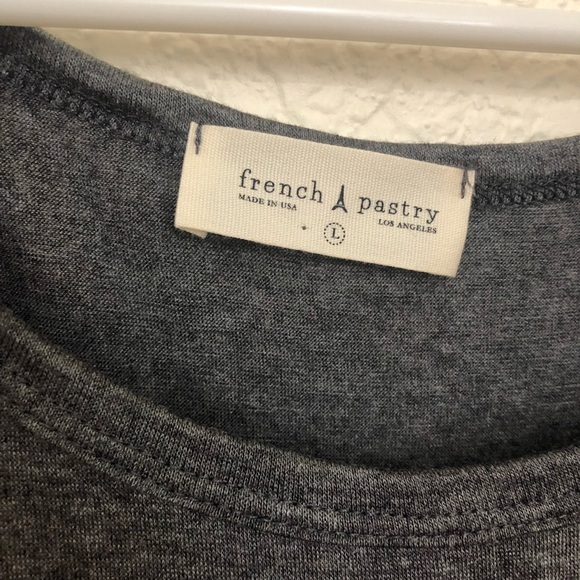 french pastry
MADE IN USA LOS ANGELES
L